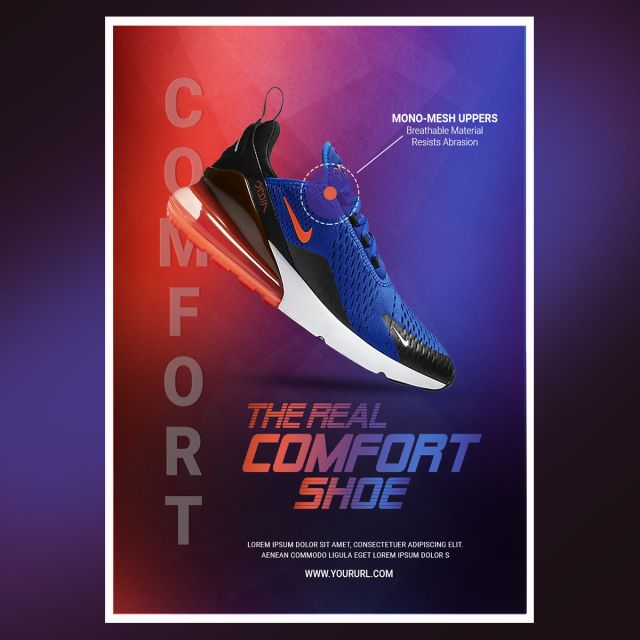 COMFORT
MONO-MESH UPPERS
Breathable Material
Resists Abrasion
THE REAL
COMFORT
SHOE
LOREM IPSUM DOLOR SIT AMET, CONSECTETUER ADIPISCING ELIT.
AENEAN COMMODO LIGULA EGET LOREM IPSUM DOLOR S
WWW.YOURURL.COM